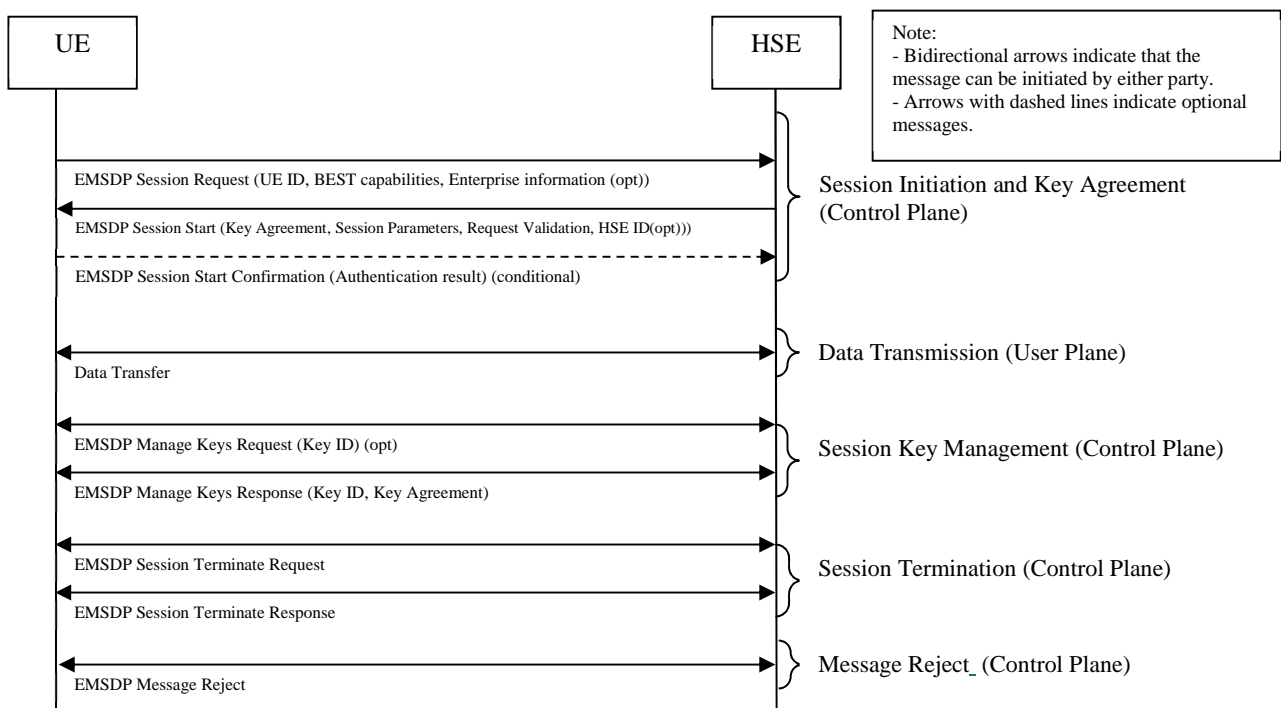 UE
HSE
Note:
- Bidirectional arrows indicate that the
message can be initiated by either party.
- Arrows with dashed lines indicate optional
messages.
EMSDP Session Request (UE ID, BEST capabilities, Enterprise information (opt))
EMSDP Session Start (Key Agreement, Session Parameters, Request Validation, HSE ID(opt)))
EMSDP Session Start Confirmation (Authentication result) (conditional)
Session Initiation and Key Agreement
(Control Plane)
Data Transfer
Data Transmission (User Plane)
EMSDP Manage Keys Request (Key ID) (opt)
EMSDP Manage Keys Response (Key ID, Key Agreement)
Session Key Management (Control Plane)
EMSDP Session Terminate Request
EMSDP Session Terminate Response
Session Termination (Control Plane)
EMSDP Message Reject
Message Reject_ (Control Plane)